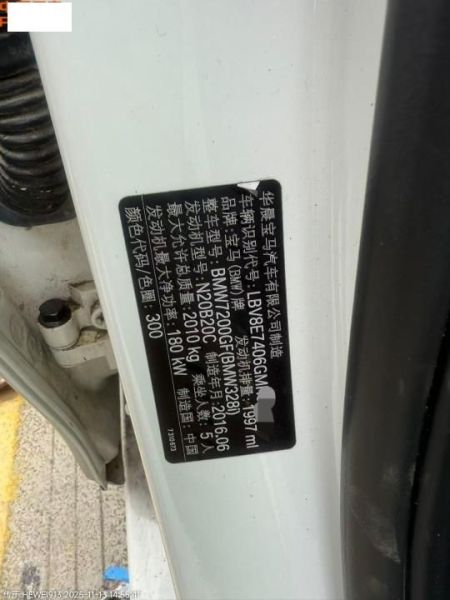 华晨宝马汽车有限公司制造
车辆识别代号: LBV8E7406GM
品牌: 宝马(BMW)牌 发动机排量: 1997 ml
整车型号: BMW7200GF(BMW328i)
发动机型号: N20B20C 制造年月: 2016.06
最大允许总质量: 2010 kg 乘坐人数: 5 人
发动机最大净功率: 180 kW 制造国: 中国
颜色代码/色圈: 300